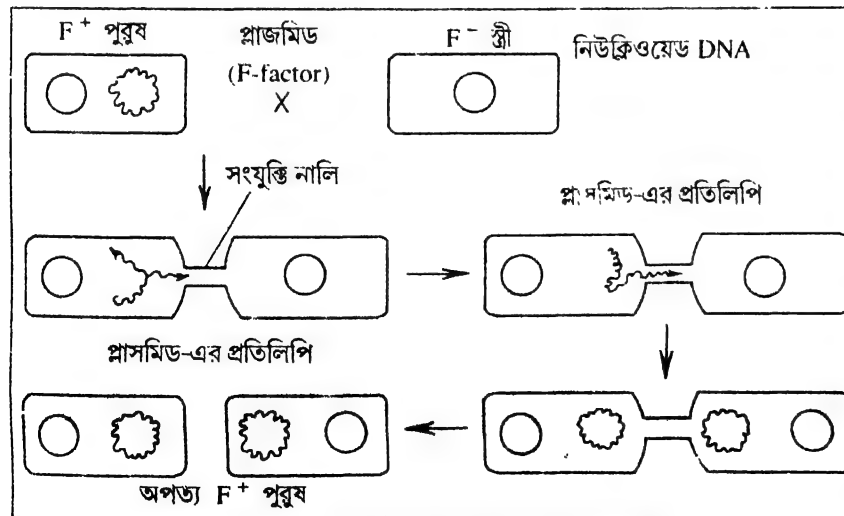 F⁺ পুরুষ
প্লাজমিড
(F-factor)
X
F⁻ স্ত্রী
নিউক্লিওয়েড DNA
সংযুক্তি নালি
প্লাসমিড-এর প্রতিলিপি
প্লাসমিড-এর প্রতিলিপি
অপত্য F⁺ পুরুষ